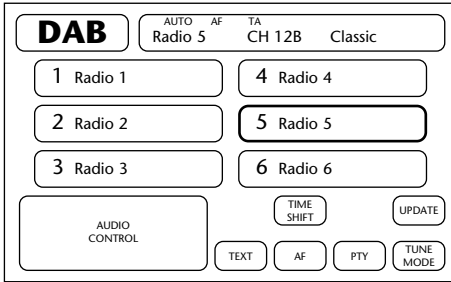 DAB
AUTO AF TA
Radio 5 CH 12B Classic
1 Radio 1
4 Radio 4
2 Radio 2
5 Radio 5
3 Radio 3
6 Radio 6
AUDIO
CONTROL
TIME
SHIFT
UPDATE
TEXT
AF
PTY
TUNE
MODE